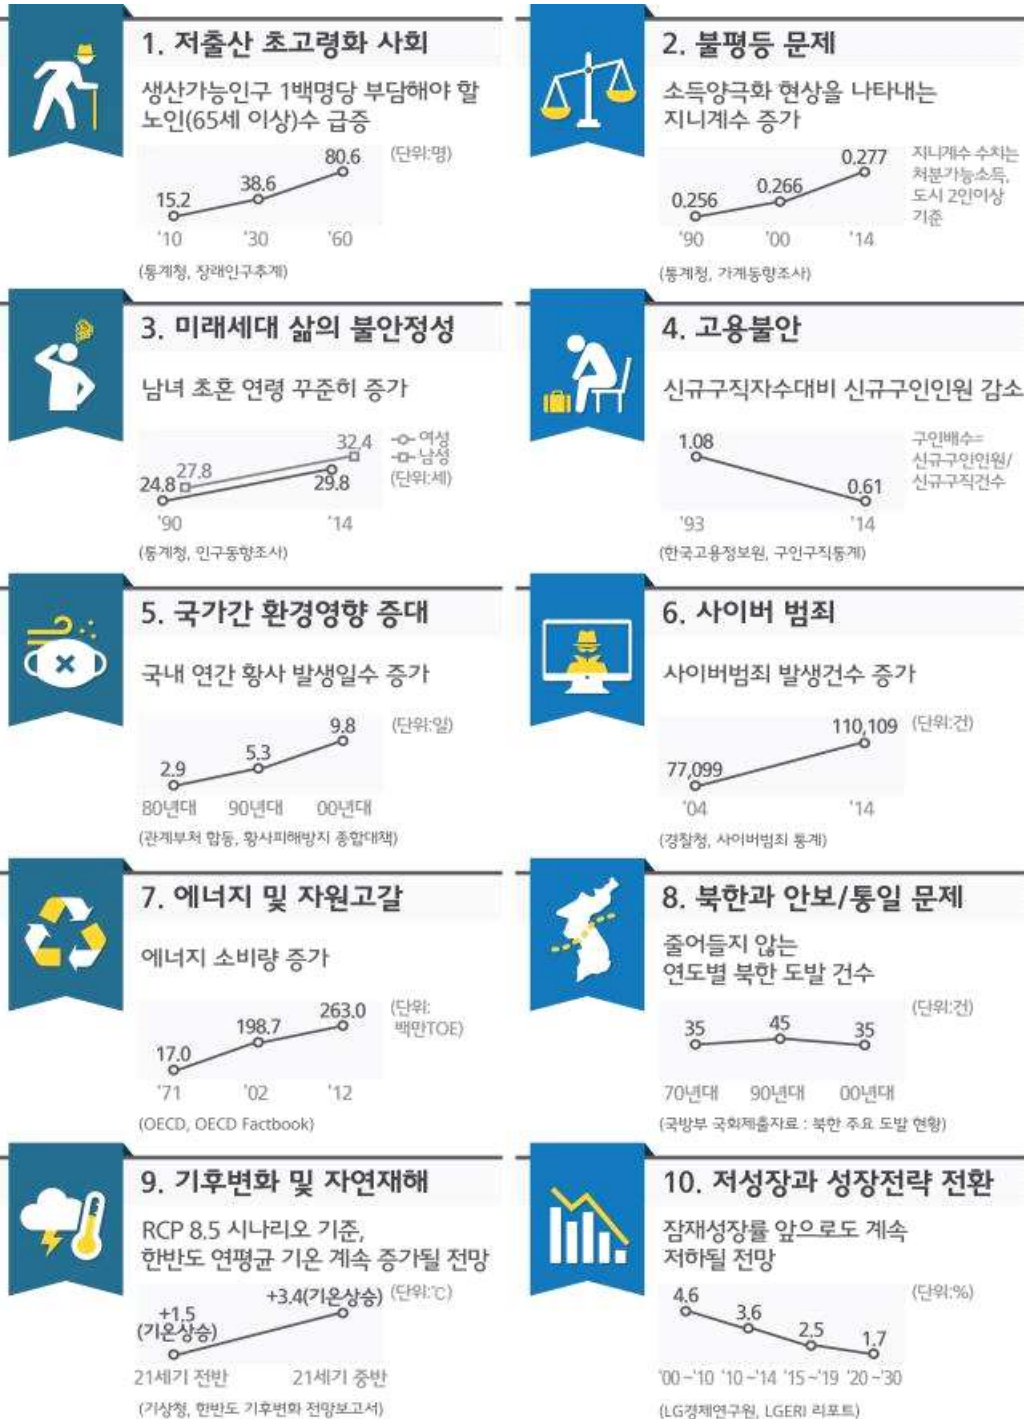 1. 저출산 초고령화 사회
생산가능인구 1백명당 부담해야 할
노인(65세 이상)수 급증
(단위:명)
15.2
38.6
80.6
'10
'30
'60
(통계청, 장래인구추계)
2. 불평등 문제
소득양극화 현상을 나타내는
지니계수 증가
0.256
0.266
0.277
지니계수 수치는
처분가능소득,
도시 2인이상
기준
'90
'00
'14
(통계청, 가계동향조사)
3. 미래세대 삶의 불안정성
남녀 초혼 연령 꾸준히 증가
24.8
27.8
32.4
29.8
여성
남성
(단위:세)
'90
'14
(통계청, 인구동향조사)
4. 고용불안
신규구직자수대비 신규구인인원 감소
1.08
0.61
구인배수=
신규구인인원/
신규구직건수
'93
'14
(한국고용정보원, 구인구직통계)
5. 국가간 환경영향 증대
국내 연간 황사 발생일수 증가
2.9
5.3
9.8
(단위:일)
80년대
90년대
00년대
(관계부처 합동, 황사피해방지 종합대책)
6. 사이버 범죄
사이버범죄 발생건수 증가
77,099
110,109
(단위:건)
'04
'14
(경찰청, 사이버범죄 통계)
7. 에너지 및 자원고갈
에너지 소비량 증가
17.0
198.7
263.0
(단위:
백만TOE)
'71
'02
'12
(OECD, OECD Factbook)
8. 북한과 안보/통일 문제
줄어들지 않는
연도별 북한 도발 건수
(단위:건)
35
45
35
70년대
90년대
00년대
(국방부 국회제출자료 : 북한 주요 도발 현황)
9. 기후변화 및 자연재해
RCP 8.5 시나리오 기준,
한반도 연평균 기온 계속 증가될 전망
+1.5
(기온상승)
+3.4(기온상승)
(단위:℃)
21세기 전반
21세기 중반
(기상청, 한반도 기후변화 전망보고서)
10. 저성장과 성장전략 전환
잠재성장률 앞으로도 계속
저하될 전망
4.6
3.6
2.5
1.7
(단위:%)
'00~'10 '10~'14 '15~'19 '20~'30
(LG경제연구원, LGERI 리포트)